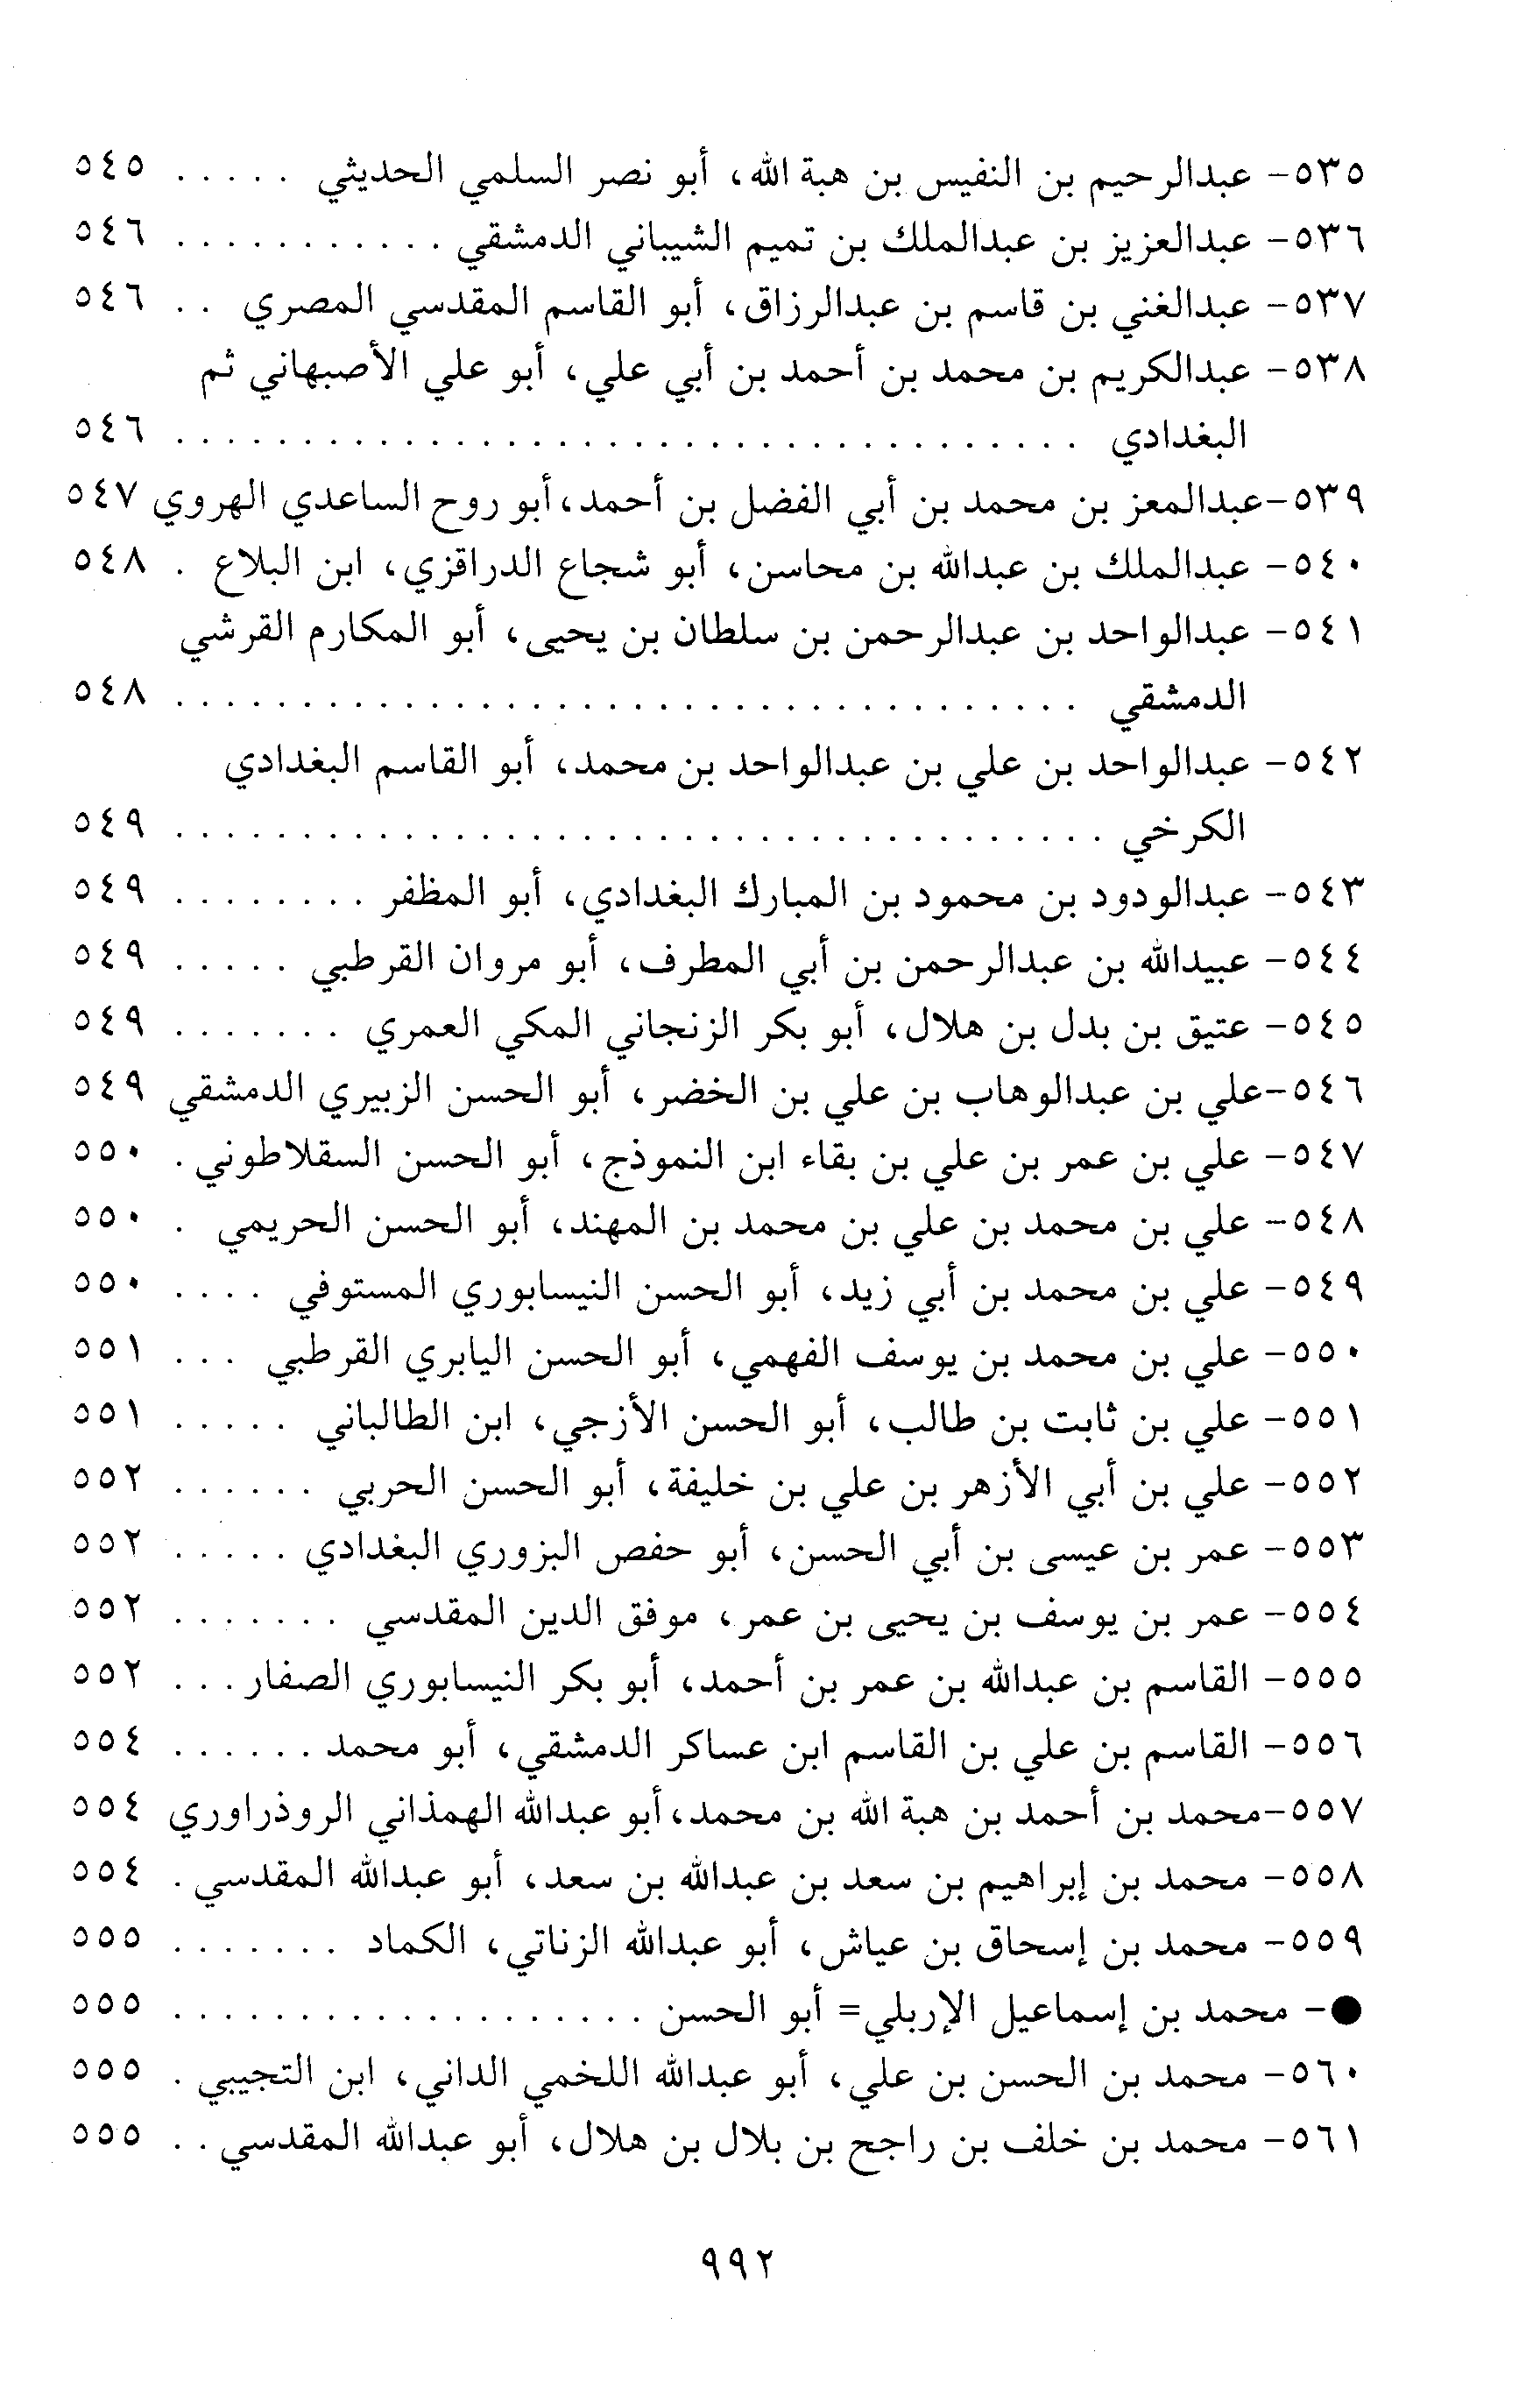 ٥٣٥- عبدالرحيم بن النفيس بن هبة الله، أبو نصر السلمي الحديثي . . . . . ٥٤٥
٥٣٦- عبدالعزيز بن عبدالملك بن تميم الشيباني الدمشقي . . . . . . . . . . . ٥٤٦
٥٣٧- عبدالغني بن قاسم بن عبدالرزاق، أبو القاسم المقدسي المصري . . ٥٤٦
٥٣٨- عبدالكريم بن محمد بن أحمد بن أبي علي، أبو علي الأصبهاني ثم
البغدادي . . . . . . . . . . . . . . . . . . . . . . . . . . . . . . . . . . . . ٥٤٦
٥٣٩-عبدالمعز بن محمد بن أبي الفضل بن أحمد،أبو روح الساعدي الهروي ٥٤٧
٥٤٠- عبدالملك بن عبدالله بن محاسن، أبو شجاع الدراقزي، ابن البلاع . ٥٤٨
٥٤١- عبدالواحد بن عبدالرحمن بن سلطان بن يحيى، أبو المكارم القرشي
الدمشقي . . . . . . . . . . . . . . . . . . . . . . . . . . . . . . . . . . . . ٥٤٨
٥٤٢- عبدالواحد بن علي بن عبدالواحد بن محمد، أبو القاسم البغدادي
الكرخي . . . . . . . . . . . . . . . . . . . . . . . . . . . . . . . . . . . . . ٥٤٩
٥٤٣- عبدالودود بن محمود بن المبارك البغدادي، أبو المظفر . . . . . . . . ٥٤٩
٥٤٤- عبيدالله بن عبدالرحمن بن أبي المطرف، أبو مروان القرطبي . . . . . ٥٤٩
٥٤٥- عتيق بن بدل بن هلال، أبو بكر الزنجاني المكي العمري . . . . . . . ٥٤٩
٥٤٦-علي بن عبدالوهاب بن علي بن الخضر، أبو الحسن الزبيري الدمشقي ٥٤٩
٥٤٧- علي بن عمر بن علي بن بقاء ابن النموذج، أبو الحسن السقلاطوني . ٥٥٠
٥٤٨- علي بن محمد بن علي بن محمد بن المهند، أبو الحسن الحريمي . ٥٥٠
٥٤٩- علي بن محمد بن أبي زيد، أبو الحسن النيسابوري المستوفي . . . . ٥٥٠
٥٥٠- علي بن محمد بن يوسف الفهمي، أبو الحسن اليابري القرطبي . . . ٥٥١
٥٥١- علي بن ثابت بن طالب، أبو الحسن الأزجي، ابن الطالباني . . . . . ٥٥١
٥٥٢- علي بن أبي الأزهر بن علي بن خليفة، أبو الحسن الحربي . . . . . . ٥٥٢
٥٥٣- عمر بن عيسى بن أبي الحسن، أبو حفص البزوري البغدادي . . . . . ٥٥٢
٥٥٤- عمر بن يوسف بن يحيى بن عمر، موفق الدين المقدسي . . . . . . . ٥٥٢
٥٥٥- القاسم بن عبدالله بن عمر بن أحمد، أبو بكر النيسابوري الصفار . . . ٥٥٢
٥٥٦- القاسم بن علي بن القاسم ابن عساكر الدمشقي، أبو محمد . . . . . . ٥٥٤
٥٥٧-محمد بن أحمد بن هبة الله بن محمد،أبو عبدالله الهمذاني الروذراوري ٥٥٤
٥٥٨- محمد بن إبراهيم بن سعد بن عبدالله بن سعد، أبو عبدالله المقدسي . ٥٥٤
٥٥٩- محمد بن إسحاق بن عياش، أبو عبدالله الزناتي، الكماد . . . . . . . ٥٥٥
●- محمد بن إسماعيل الإربلي= أبو الحسن . . . . . . . . . . . . . . . . . . . ٥٥٥
٥٦٠- محمد بن الحسن بن علي، أبو عبدالله اللخمي الداني، ابن التجيبي . ٥٥٥
٥٦١- محمد بن خلف بن راجح بن بلال بن هلال، أبو عبدالله المقدسي . . ٥٥٥
٩٩٢